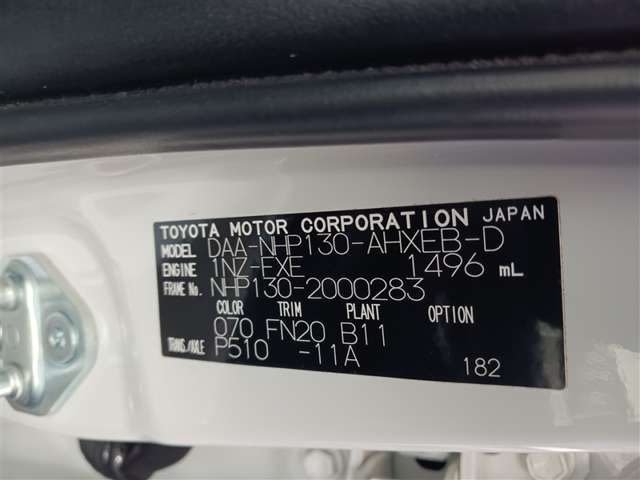 TOYOTA MOTOR CORPORATION JAPAN
MODEL DAA-NHP130-AHXEB-D
ENGINE 1NZ-EXE 1496 mL
FRAME No. NHP130-2000283
COLOR TRIM PLANT OPTION
070 FN20 B11
TRANS./AXLE P510 -11A
182